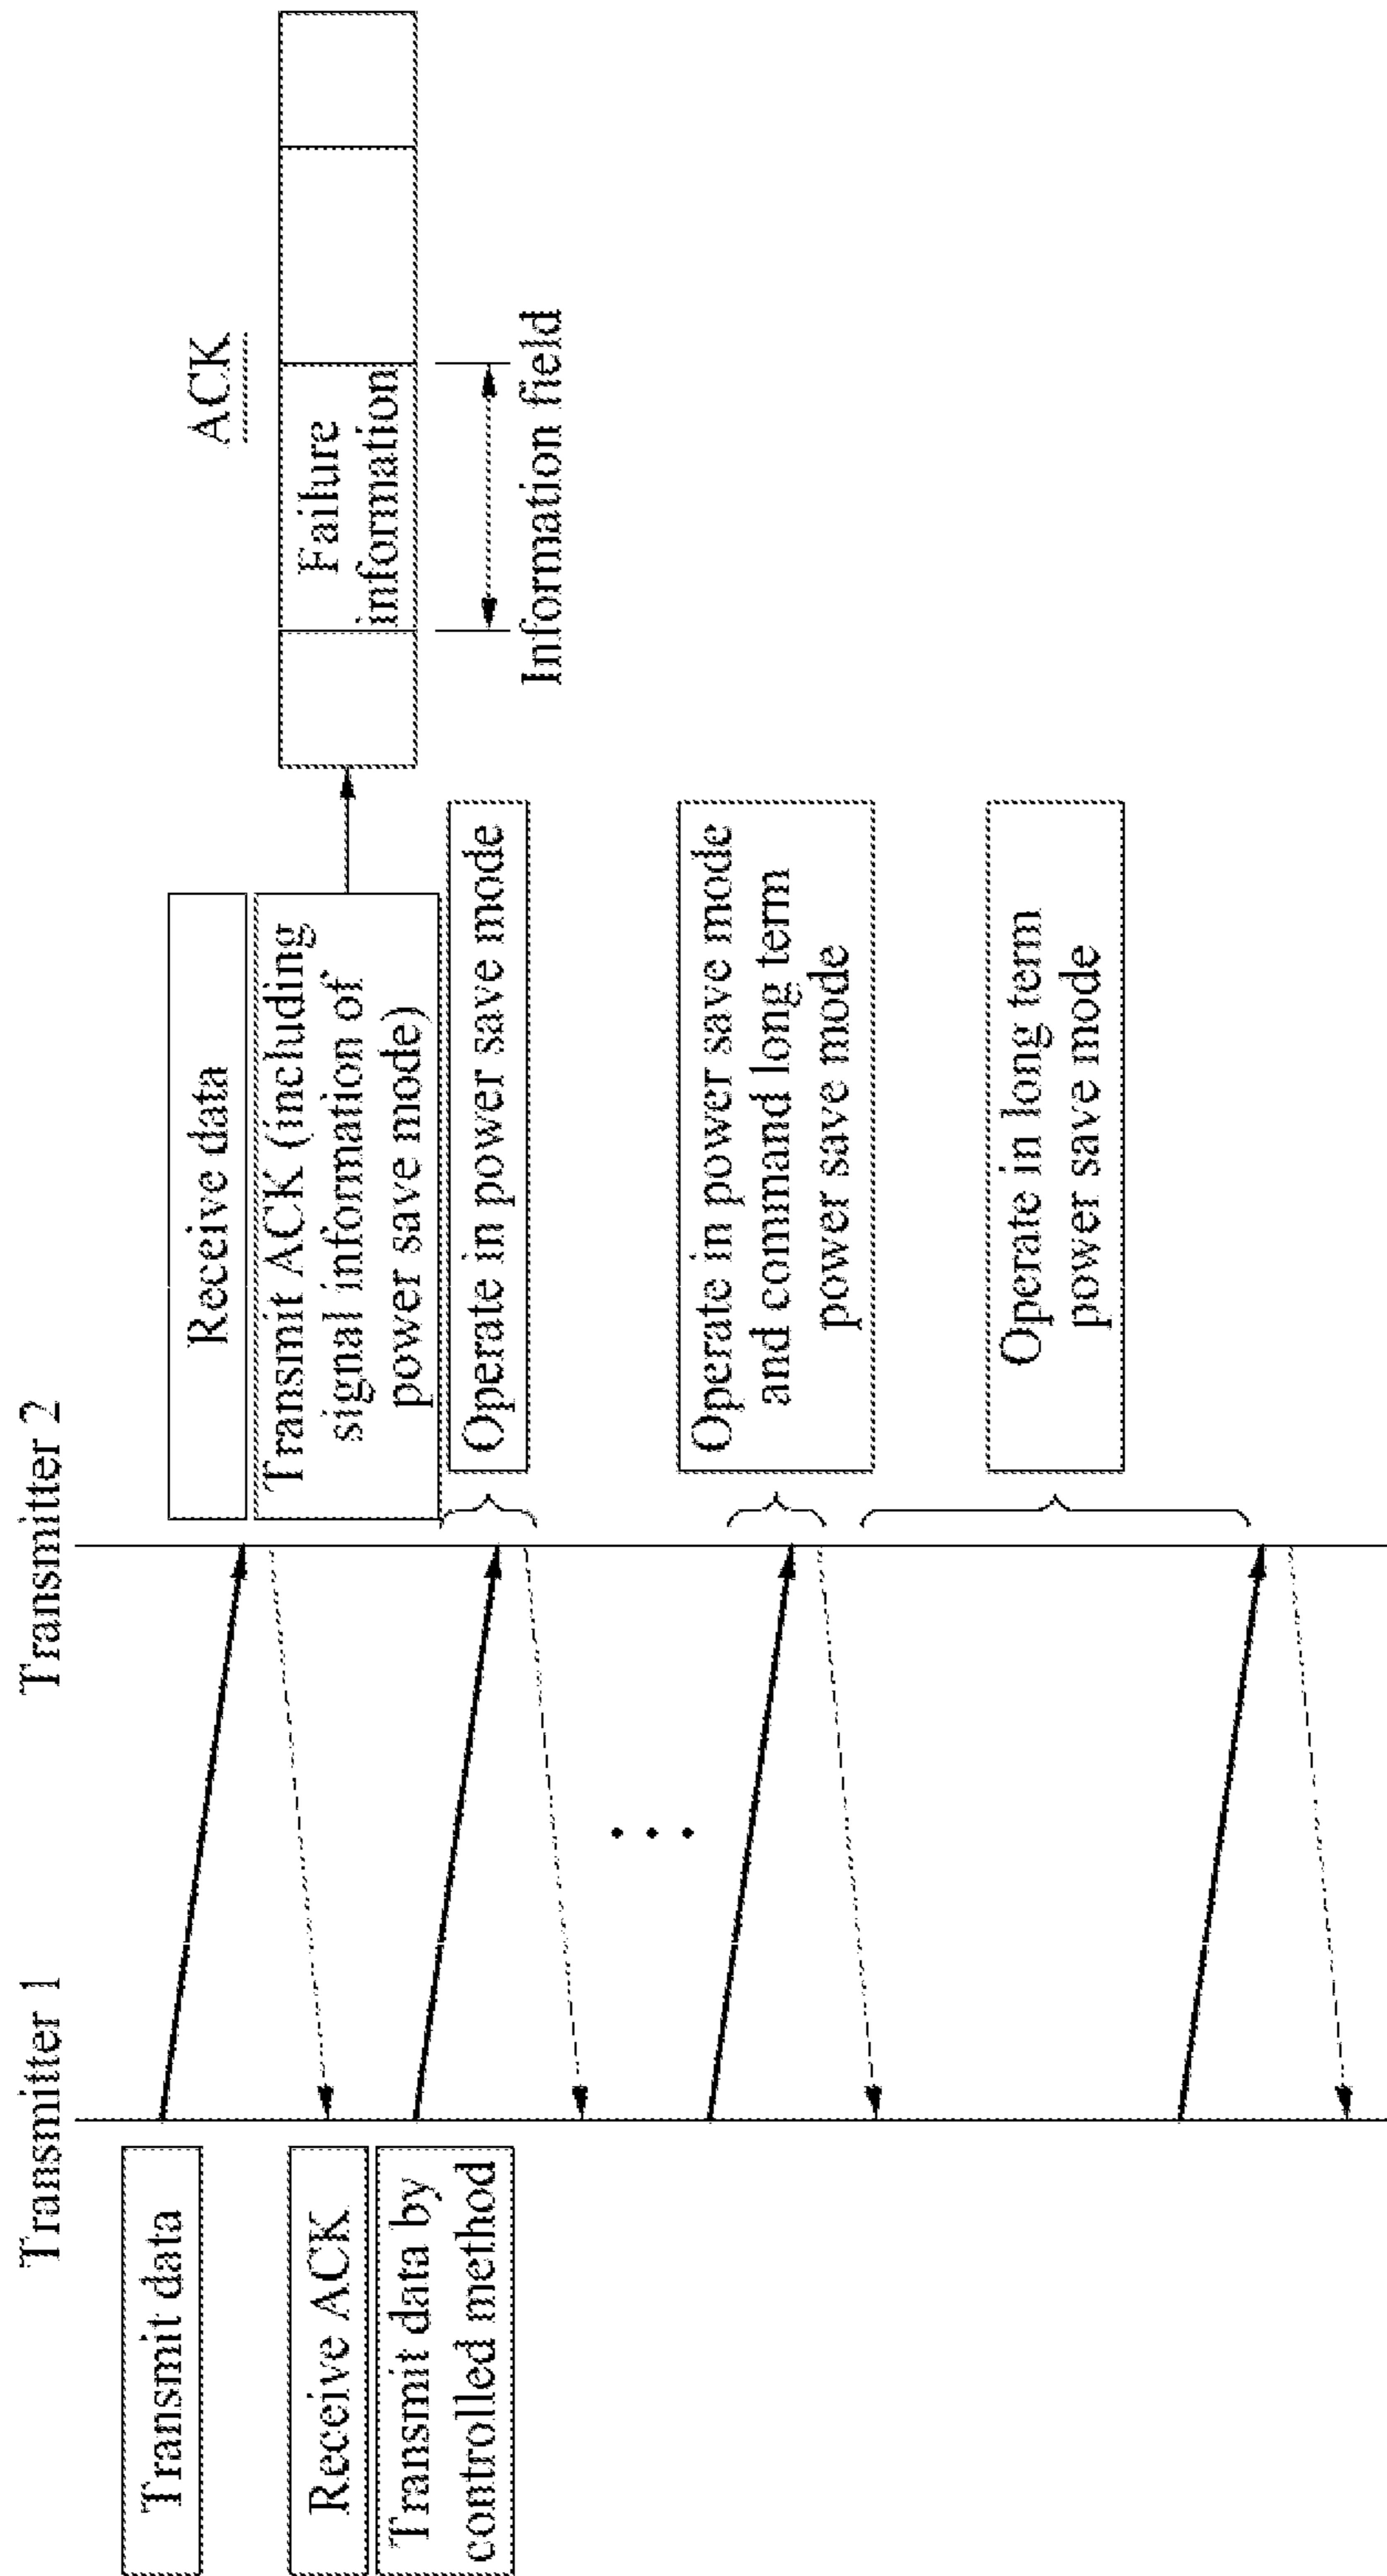 Transmitter 1
Transmitter 2
Transmit data
Receive data
ACK
Transmit ACK (including
signal information of
power save mode)
Failure
information
Information field
Receive ACK
Transmit data by
controlled method
Operate in power save mode
Operate in power save mode
and command long term
power save mode
Operate in long term
power save mode